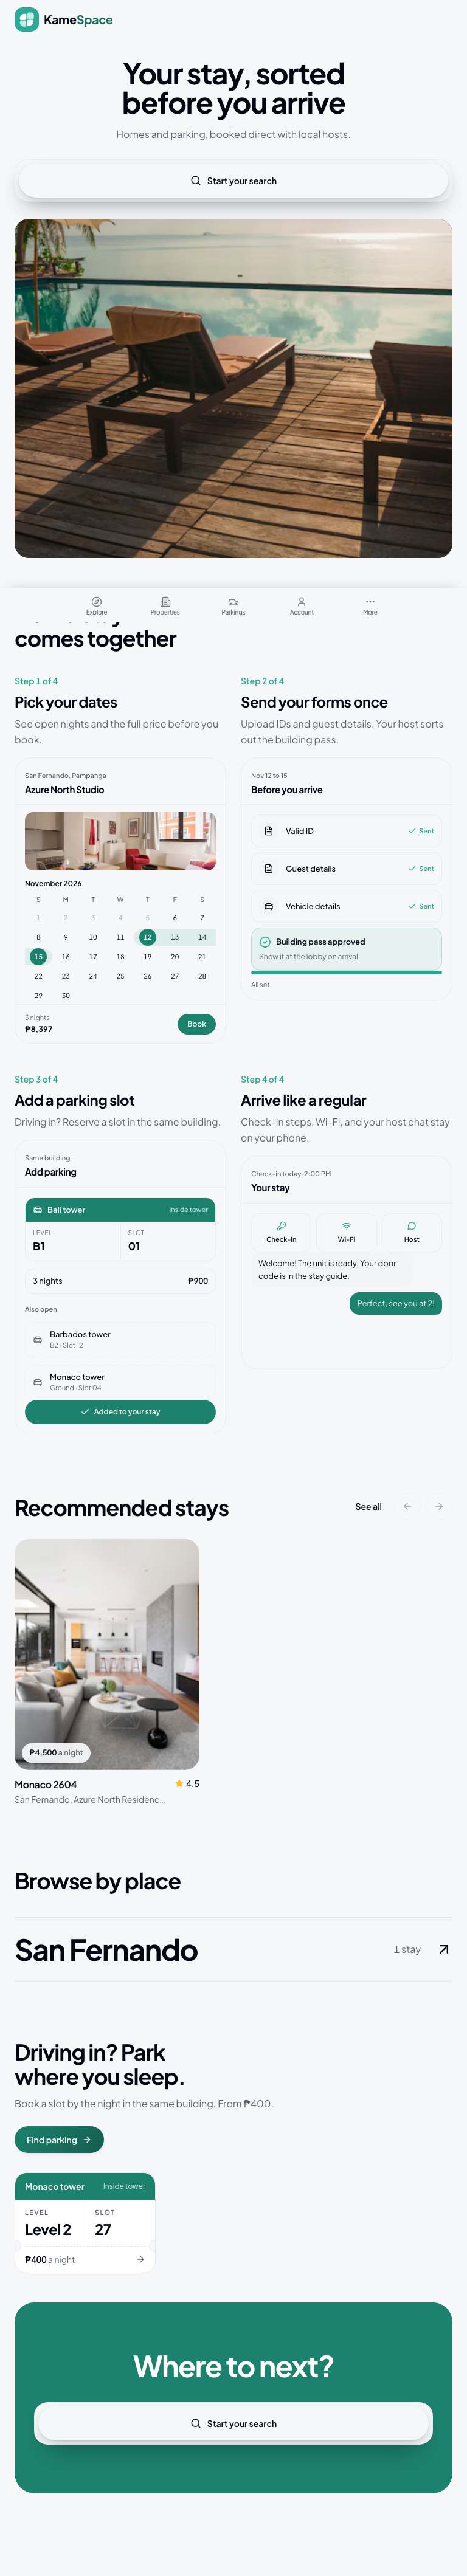 KameSpace
Your stay, sorted
before you arrive
Homes and parking, booked direct with local hosts.
Start your search
Explore
Properties
Parkings
Account
More
comes together
Step 1 of 4
Pick your dates
See open nights and the full price before you
book.
San Fernando, Pampanga
Azure North Studio
November 2026
S M T W T F S
1 2 3 4 5 6 7
8 9 10 11 12 13 14
15 16 17 18 19 20 21
22 23 24 25 26 27 28
29 30
3 nights
₱8,397
Book
Step 2 of 4
Send your forms once
Upload IDs and guest details. Your host sorts
out the building pass.
Nov 12 to 15
Before you arrive
Valid ID
Sent
Guest details
Sent
Vehicle details
Sent
Building pass approved
Show it at the lobby on arrival.
All set
Step 3 of 4
Add a parking slot
Driving in? Reserve a slot in the same building.
Same building
Add parking
Bali tower
Inside tower
LEVEL
B1
SLOT
01
3 nights
₱900
Also open
Barbados tower
B2 · Slot 12
Monaco tower
Ground · Slot 04
Added to your stay
Step 4 of 4
Arrive like a regular
Check-in steps, Wi-Fi, and your host chat stay
on your phone.
Check-in today, 2:00 PM
Your stay
Check-in
Wi-Fi
Host
Welcome! The unit is ready. Your door
code is in the stay guide.
Perfect, see you at 2!
Recommended stays
See all
₱4,500 a night
Monaco 2604
4.5
San Fernando, Azure North Residenc...
Browse by place
San Fernando
1 stay
Driving in? Park
where you sleep.
Book a slot by the night in the same building. From ₱400.
Find parking
Monaco tower
Inside tower
LEVEL
Level 2
SLOT
27
₱400 a night
Where to next?
Start your search